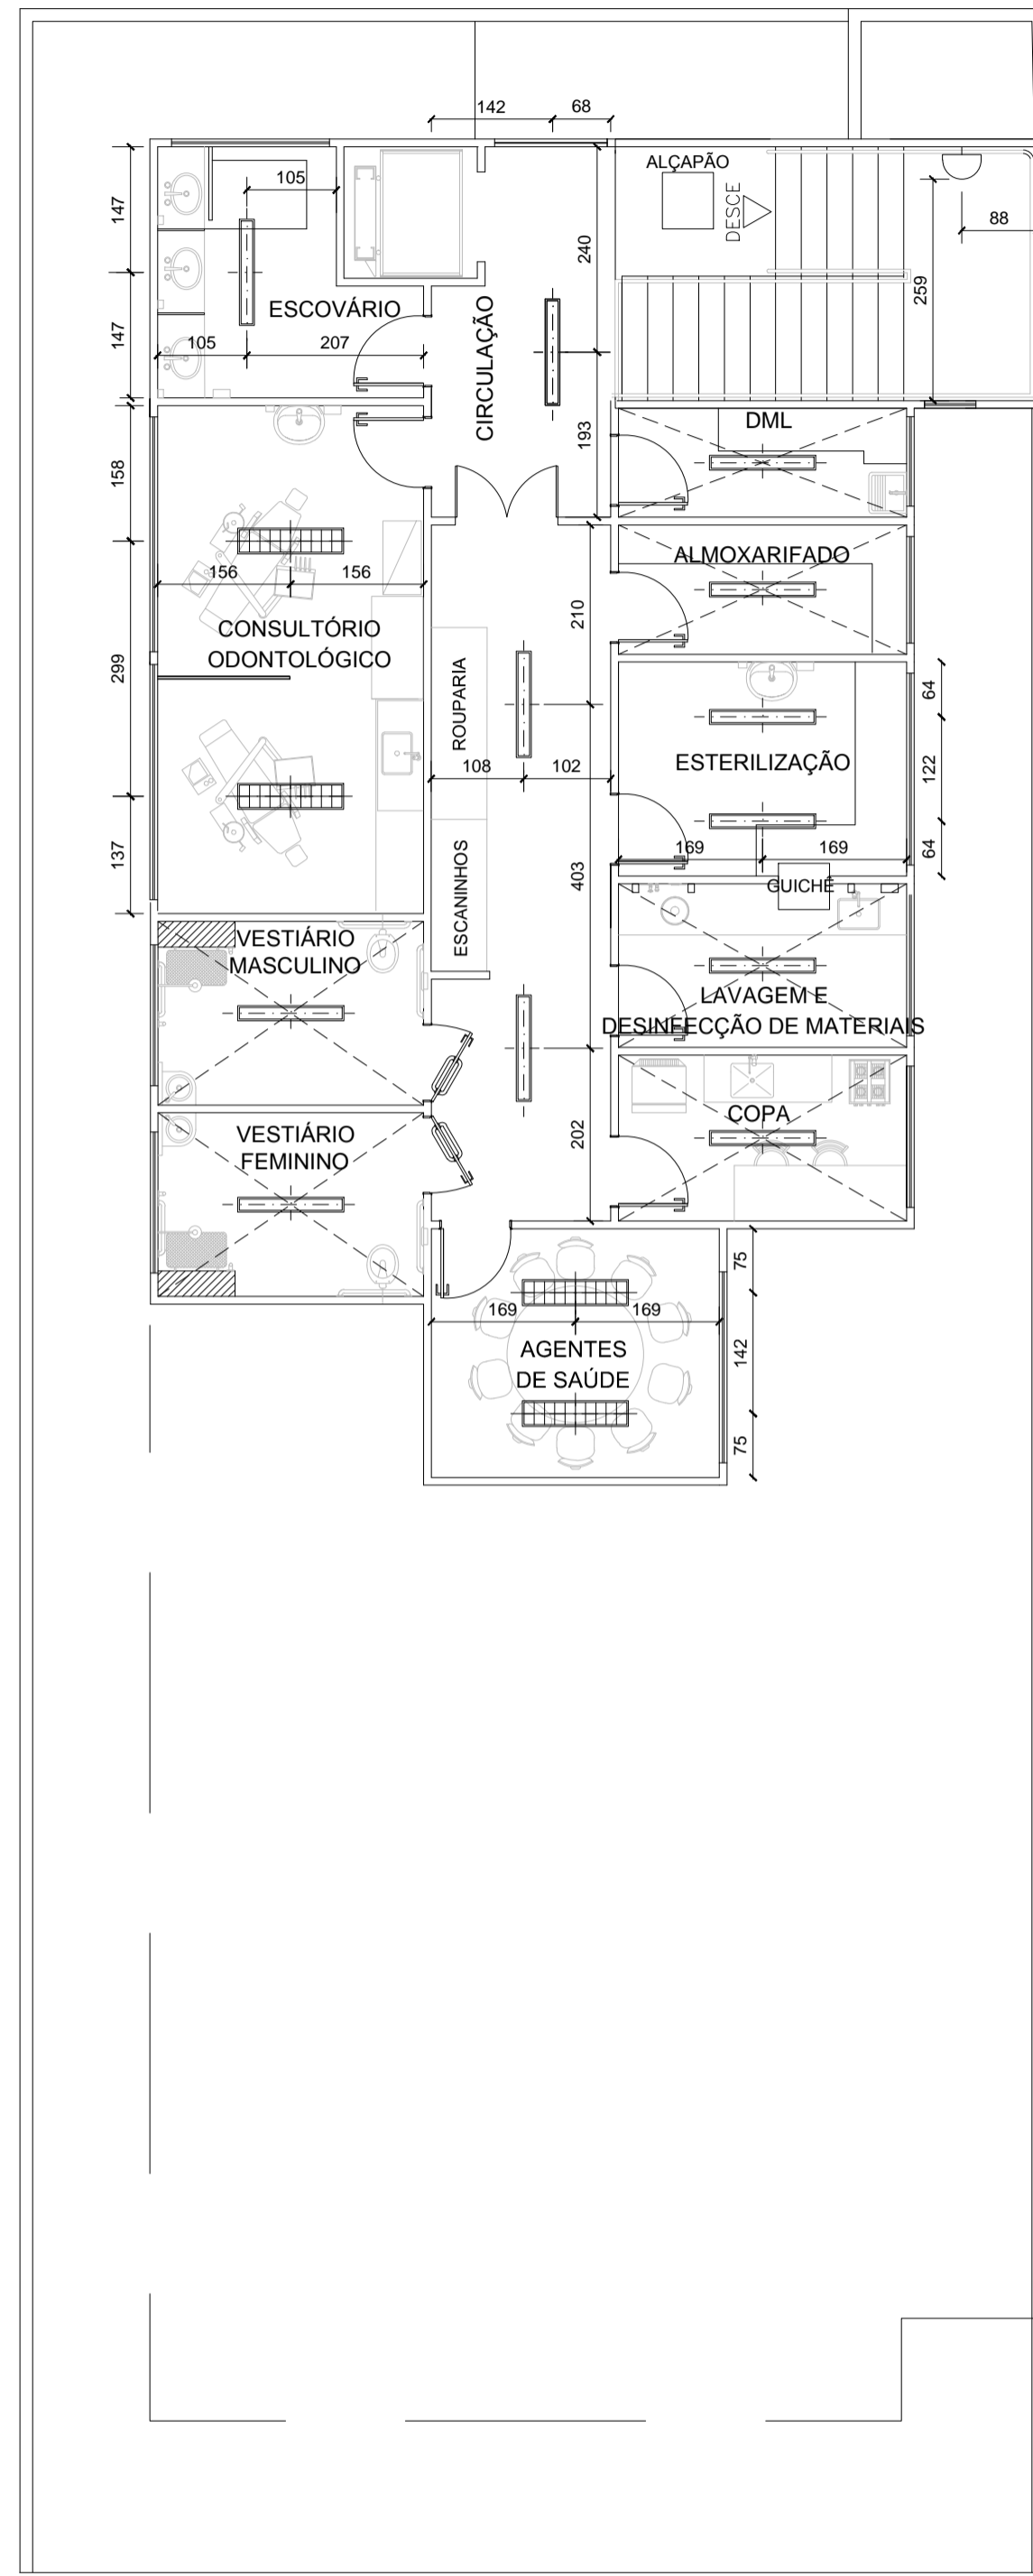 142
68
ALÇAPÃO
DESCE
105
147
240
88
259
ESCOVÁRIO
147
105
207
CIRCULAÇÃO
193
DML
158
ALMOXARIFADO
156
156
210
CONSULTÓRIO
ODONTOLÓGICO
299
ROUPARIA
64
108
102
ESTERILIZAÇÃO
122
137
403
169
169
64
ESCANINHOS
GUICHÊ
VESTIÁRIO
MASCULINO
LAVAGEM E
DESINFECÇÃO DE MATERIAIS
COPA
VESTIÁRIO
FEMININO
202
75
169
169
AGENTES
DE SAÚDE
142
75